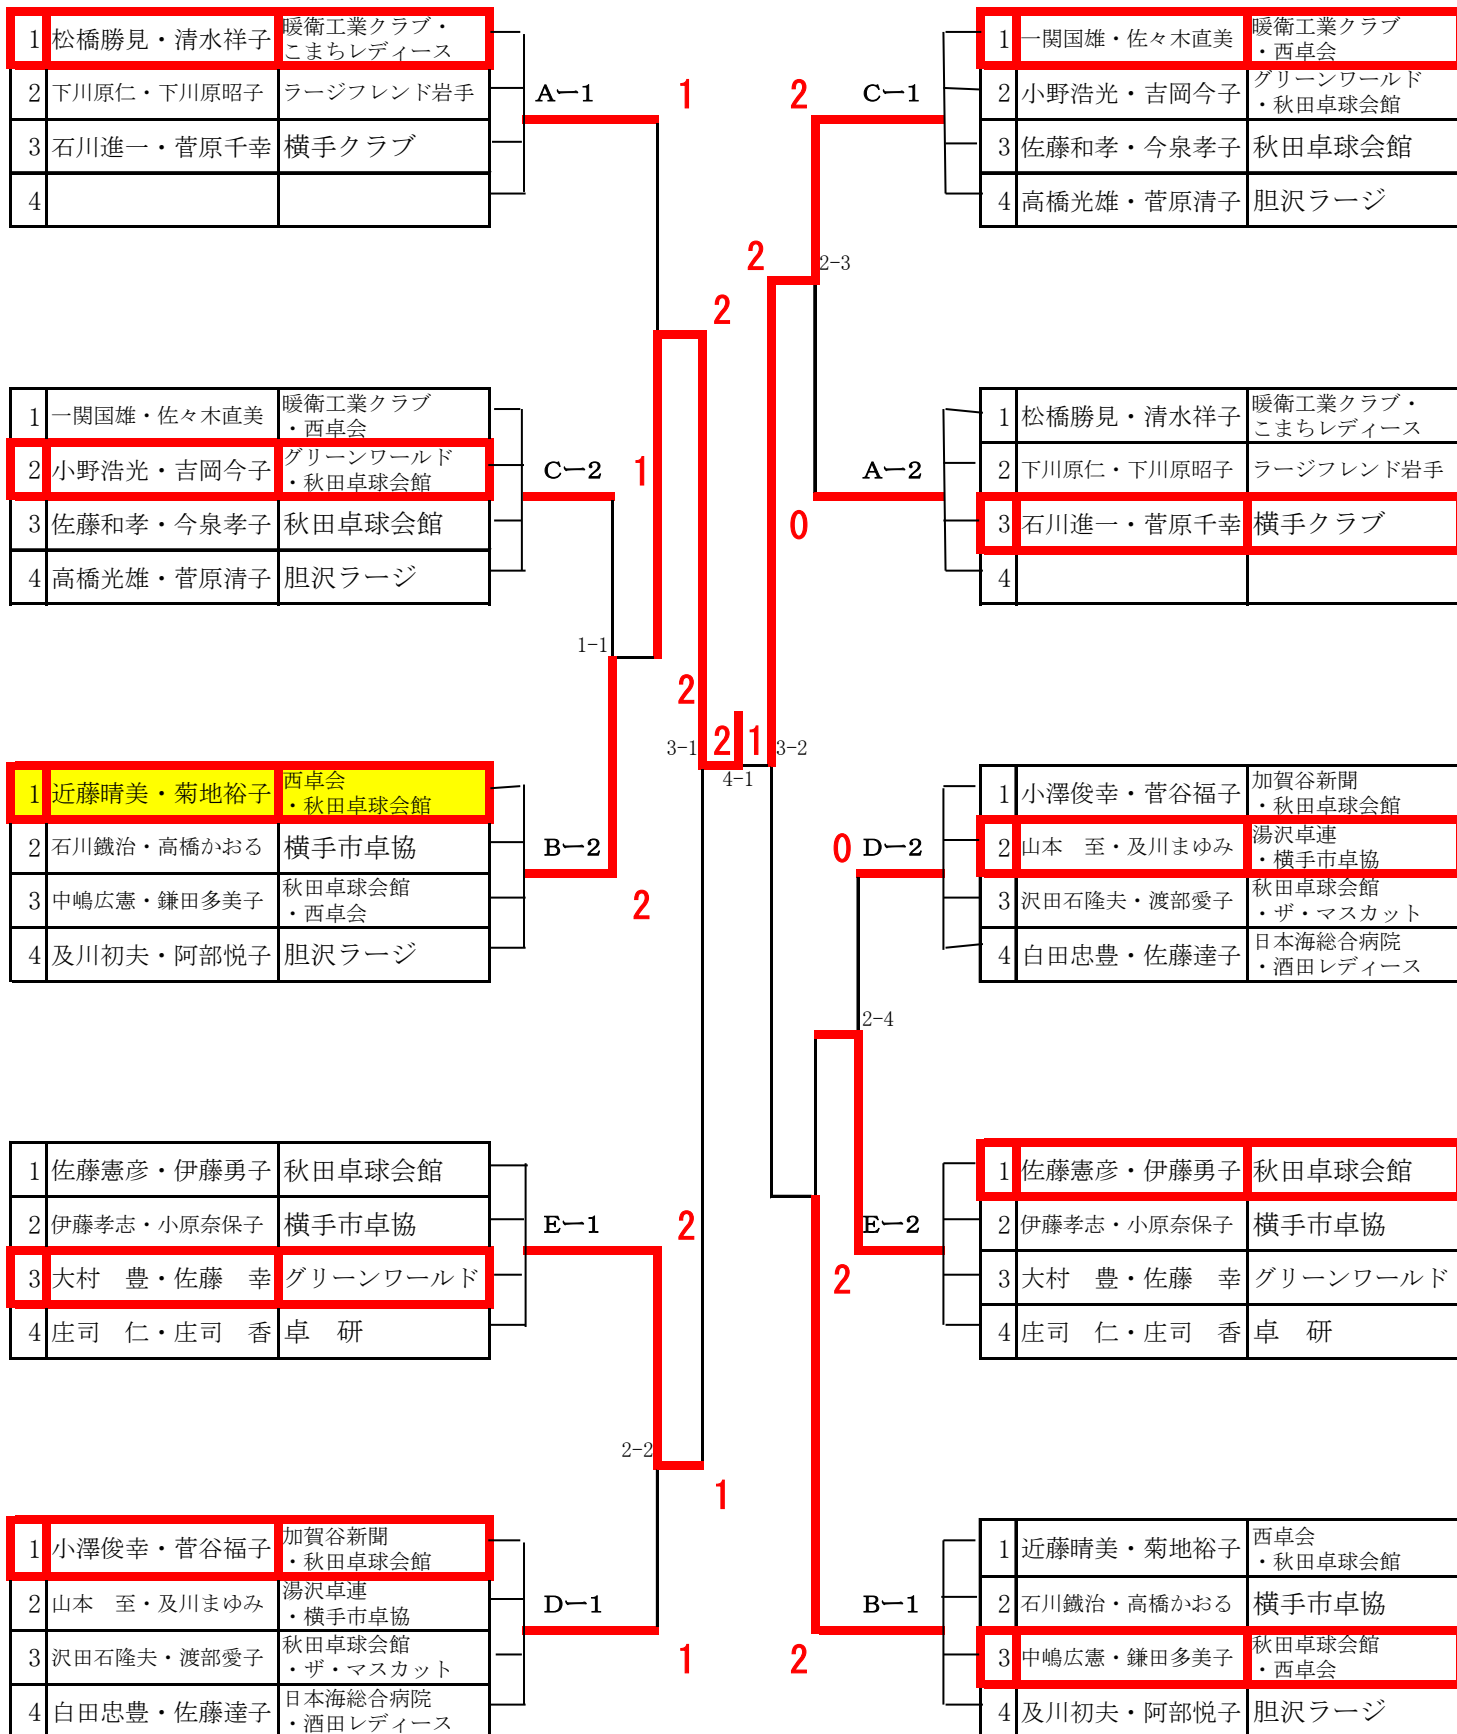 1 松橋勝見・清水祥子 暖衛工業クラブ・
こまちレディース
2 下川原仁・下川原昭子 ラージフレンド岩手
3 石川進一・菅原千幸 横手クラブ
4
A－1
1
1 一関国雄・佐々木直美 暖衛工業クラブ
・西卓会
2 小野浩光・吉岡今子 グリーンワールド
・秋田卓球会館
3 佐藤和孝・今泉孝子 秋田卓球会館
4 高橋光雄・菅原清子 胆沢ラージ
C－2
1
1-1
2
1 近藤晴美・菊地裕子 西卓会
・秋田卓球会館
2 石川鐵治・高橋かおる 横手市卓協
3 中嶋広憲・鎌田多美子 秋田卓球会館
・西卓会
4 及川初夫・阿部悦子 胆沢ラージ
B－2
2
2
3-1
2
1
4-1
3-2
1 佐藤憲彦・伊藤勇子 秋田卓球会館
2 伊藤孝志・小原奈保子 横手市卓協
3 大村　豊・佐藤　幸 グリーンワールド
4 庄司　仁・庄司　香 卓　研
E－1
2
2-2
1
1 小澤俊幸・菅谷福子 加賀谷新聞
・秋田卓球会館
2 山本　至・及川まゆみ 湯沢卓連
・横手市卓協
3 沢田石隆夫・渡部愛子 秋田卓球会館
・ザ・マスカット
4 白田忠豊・佐藤達子 日本海総合病院
・酒田レディース
D－1
1
2
C－1
1 一関国雄・佐々木直美 暖衛工業クラブ
・西卓会
2 小野浩光・吉岡今子 グリーンワールド
・秋田卓球会館
3 佐藤和孝・今泉孝子 秋田卓球会館
4 高橋光雄・菅原清子 胆沢ラージ
2
2-3
A－2
0
1 松橋勝見・清水祥子 暖衛工業クラブ・
こまちレディース
2 下川原仁・下川原昭子 ラージフレンド岩手
3 石川進一・菅原千幸 横手クラブ
4
0
D－2
1 小澤俊幸・菅谷福子 加賀谷新聞
・秋田卓球会館
2 山本　至・及川まゆみ 湯沢卓連
・横手市卓協
3 沢田石隆夫・渡部愛子 秋田卓球会館
・ザ・マスカット
4 白田忠豊・佐藤達子 日本海総合病院
・酒田レディース
2-4
E－2
2
1 佐藤憲彦・伊藤勇子 秋田卓球会館
2 伊藤孝志・小原奈保子 横手市卓協
3 大村　豊・佐藤　幸 グリーンワールド
4 庄司　仁・庄司　香 卓　研
B－1
2
1 近藤晴美・菊地裕子 西卓会
・秋田卓球会館
2 石川鐵治・高橋かおる 横手市卓協
3 中嶋広憲・鎌田多美子 秋田卓球会館
・西卓会
4 及川初夫・阿部悦子 胆沢ラージ